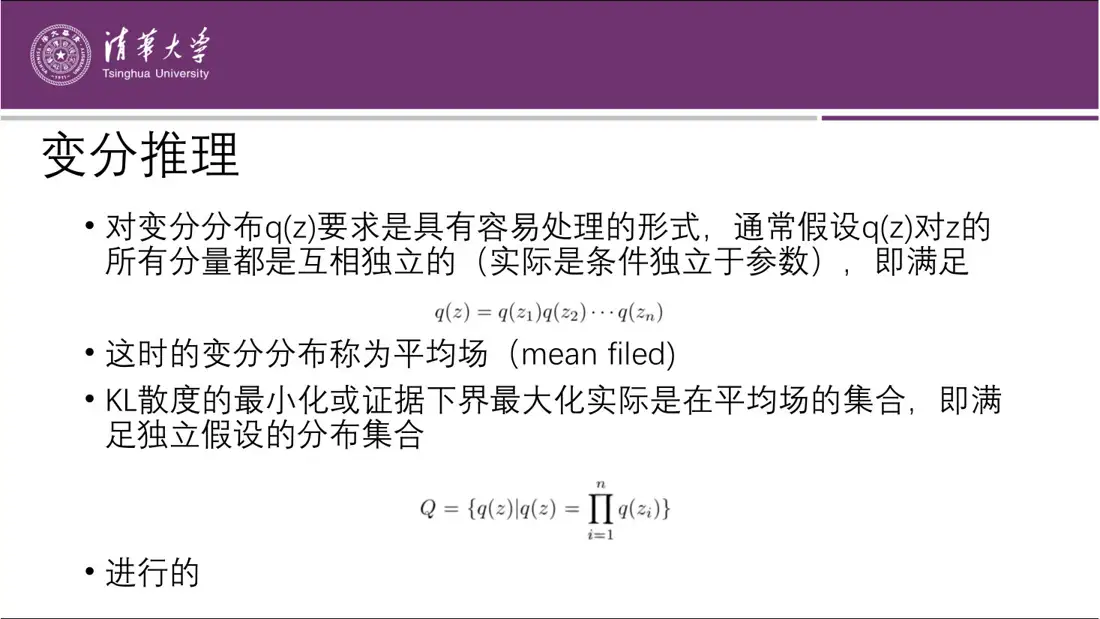 清华大学
Tsinghua University
变分推理
• 对变分分布q(z)要求是具有容易处理的形式，通常假设q(z)对z的
所有分量都是互相独立的（实际是条件独立于参数），即满足
q(z) = q(z₁)q(z₂) ··· q(zₙ)
• 这时的变分分布称为平均场（mean filed)
• KL散度的最小化或证据下界最大化实际是在平均场的集合，即满
足独立假设的分布集合
Q = {q(z)|q(z) = ∏ᵢ₌₁ⁿ q(zᵢ)}
• 进行的